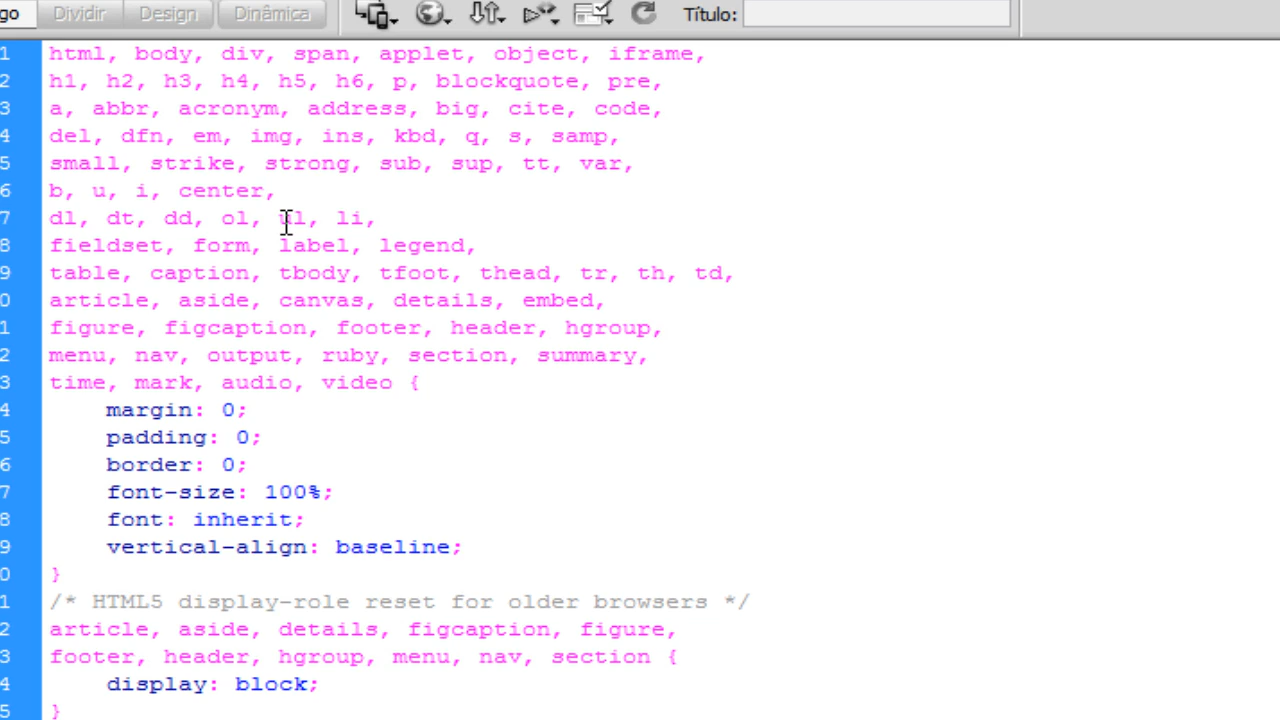 go Dividir Design Dinâmica Título:
1 html, body, div, span, applet, object, iframe,
2 h1, h2, h3, h4, h5, h6, p, blockquote, pre,
3 a, abbr, acronym, address, big, cite, code,
4 del, dfn, em, img, ins, kbd, q, s, samp,
5 small, strike, strong, sub, sup, tt, var,
6 b, u, i, center,
7 dl, dt, dd, ol, ul, li,
8 fieldset, form, label, legend,
9 table, caption, tbody, tfoot, thead, tr, th, td,
0 article, aside, canvas, details, embed,
1 figure, figcaption, footer, header, hgroup,
2 menu, nav, output, ruby, section, summary,
3 time, mark, audio, video {
4 margin: 0;
5 padding: 0;
6 border: 0;
7 font-size: 100%;
8 font: inherit;
9 vertical-align: baseline;
0 }
1 /* HTML5 display-role reset for older browsers */
2 article, aside, details, figcaption, figure,
3 footer, header, hgroup, menu, nav, section {
4 display: block;
5 }